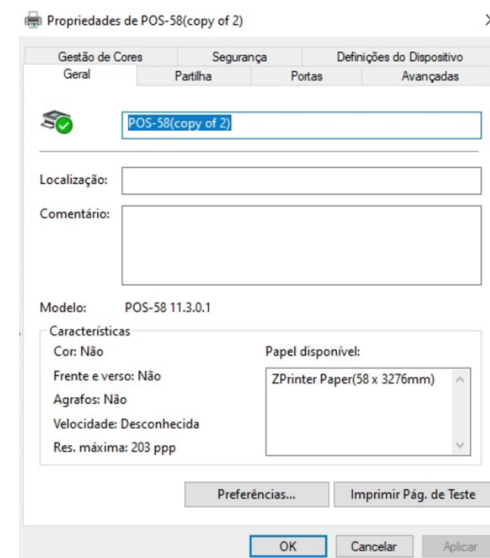 Propriedades de POS-58(copy of 2)
Gestão de Cores Segurança Definições do Dispositivo
Geral Partilha Portas Avançadas
POS-58(copy of 2)
Localização:
Comentário:
Modelo: POS-58 11.3.0.1
Características
Cor: Não Papel disponível:
Frente e verso: Não ZPrinter Paper(58 x 3276mm)
Agrafos: Não
Velocidade: Desconhecida
Res. máxima: 203 ppp
Preferências... Imprimir Pág. de Teste
OK Cancelar Aplicar